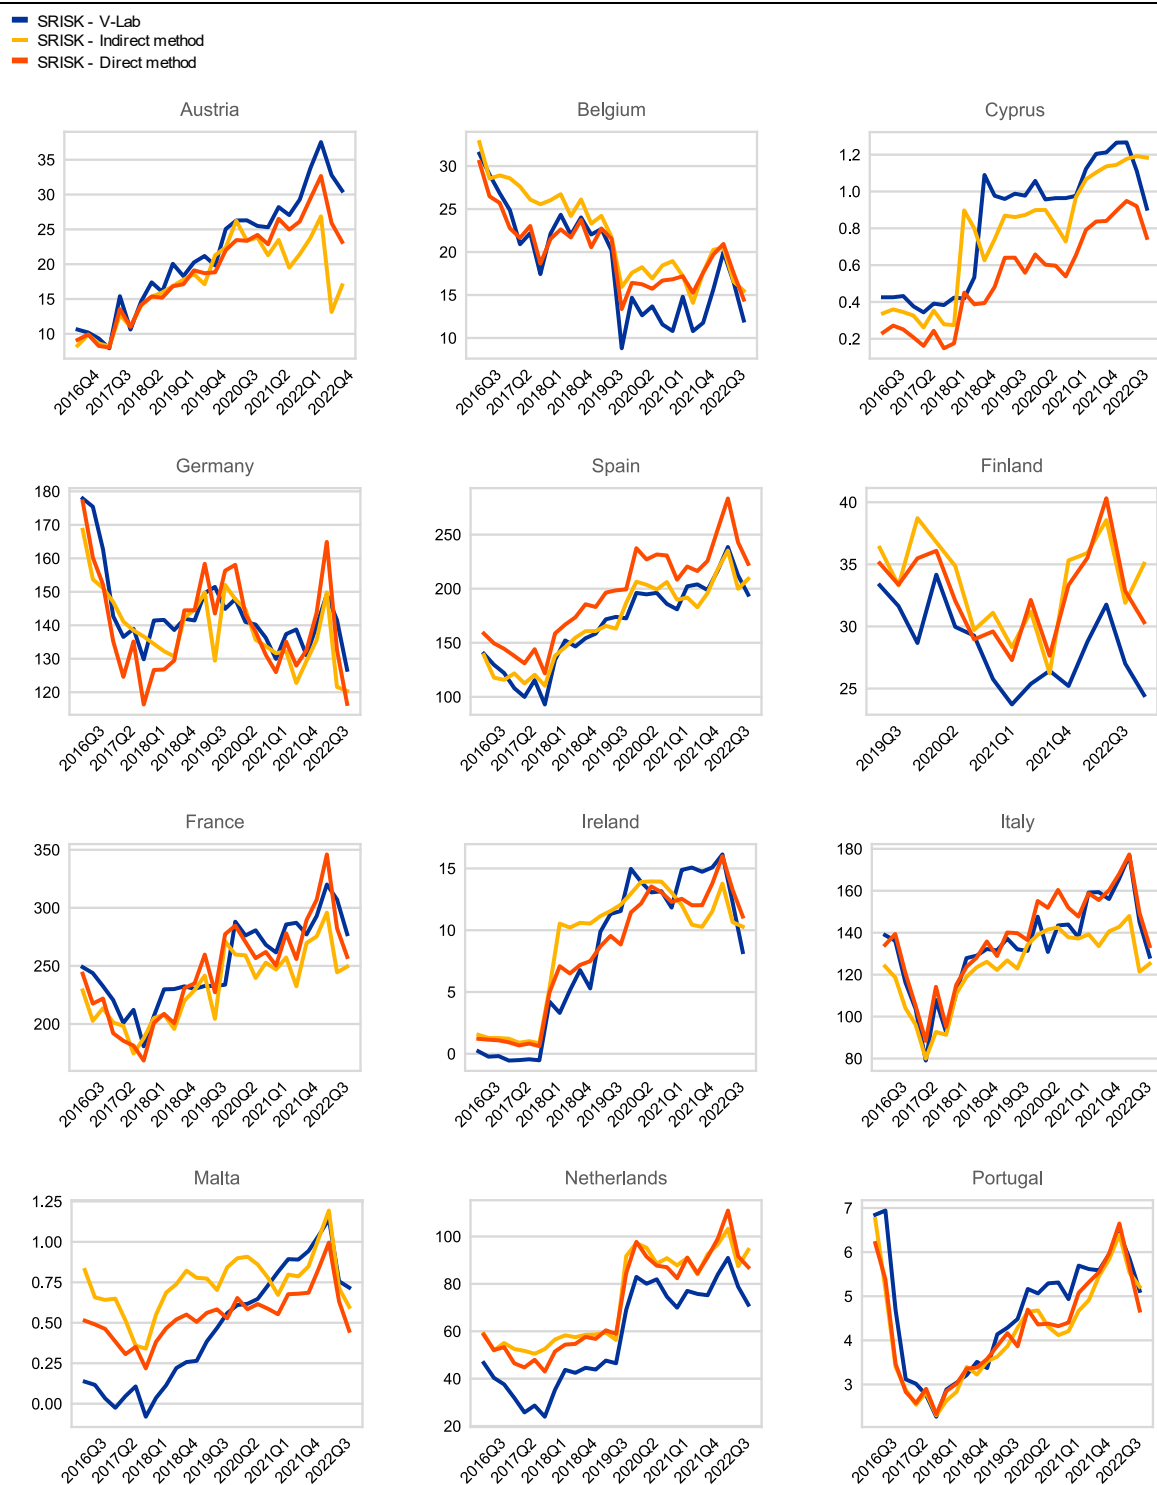 SRISK - V-Lab
SRISK - Indirect method
SRISK - Direct method
Austria
35
30
25
20
15
10
2016Q4
2017Q3
2018Q2
2019Q1
2019Q4
2020Q3
2021Q2
2022Q1
2022Q4
Belgium
30
25
20
15
10
2016Q3
2017Q2
2018Q1
2018Q4
2019Q3
2020Q2
2021Q1
2021Q4
2022Q3
Cyprus
1.2
1.0
0.8
0.6
0.4
0.2
2016Q3
2017Q2
2018Q1
2018Q4
2019Q3
2020Q2
2021Q1
2021Q4
2022Q3
Germany
180
170
160
150
140
130
120
2016Q3
2017Q2
2018Q1
2018Q4
2019Q3
2020Q2
2021Q1
2021Q4
2022Q3
Spain
250
200
150
100
2016Q3
2017Q2
2018Q1
2018Q4
2019Q3
2020Q2
2021Q1
2021Q4
2022Q3
Finland
40
35
30
25
2019Q3
2020Q2
2021Q1
2021Q4
2022Q3
France
350
300
250
200
2016Q3
2017Q2
2018Q1
2018Q4
2019Q3
2020Q2
2021Q1
2021Q4
2022Q3
Ireland
15
10
5
0
2016Q3
2017Q2
2018Q1
2018Q4
2019Q3
2020Q2
2021Q1
2021Q4
2022Q3
Italy
180
160
140
120
100
80
2016Q3
2017Q2
2018Q1
2018Q4
2019Q3
2020Q2
2021Q1
2021Q4
2022Q3
Malta
1.25
1.00
0.75
0.50
0.25
0.00
2016Q3
2017Q2
2018Q1
2018Q4
2019Q3
2020Q2
2021Q1
2021Q4
2022Q3
Netherlands
100
80
60
40
20
2016Q3
2017Q2
2018Q1
2018Q4
2019Q3
2020Q2
2021Q1
2021Q4
2022Q3
Portugal
7
6
5
4
3
2016Q3
2017Q2
2018Q1
2018Q4
2019Q3
2020Q2
2021Q1
2021Q4
2022Q3